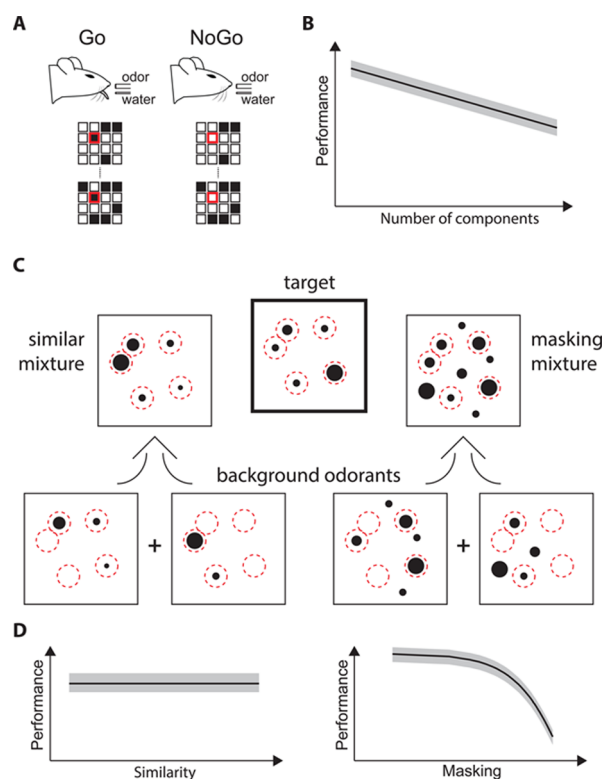 A
Go
NoGo
odor
water
odor
water
B
Performance
Number of components
C
target
similar
mixture
masking
mixture
background odorants
+
+
D
Performance
Similarity
Performance
Masking